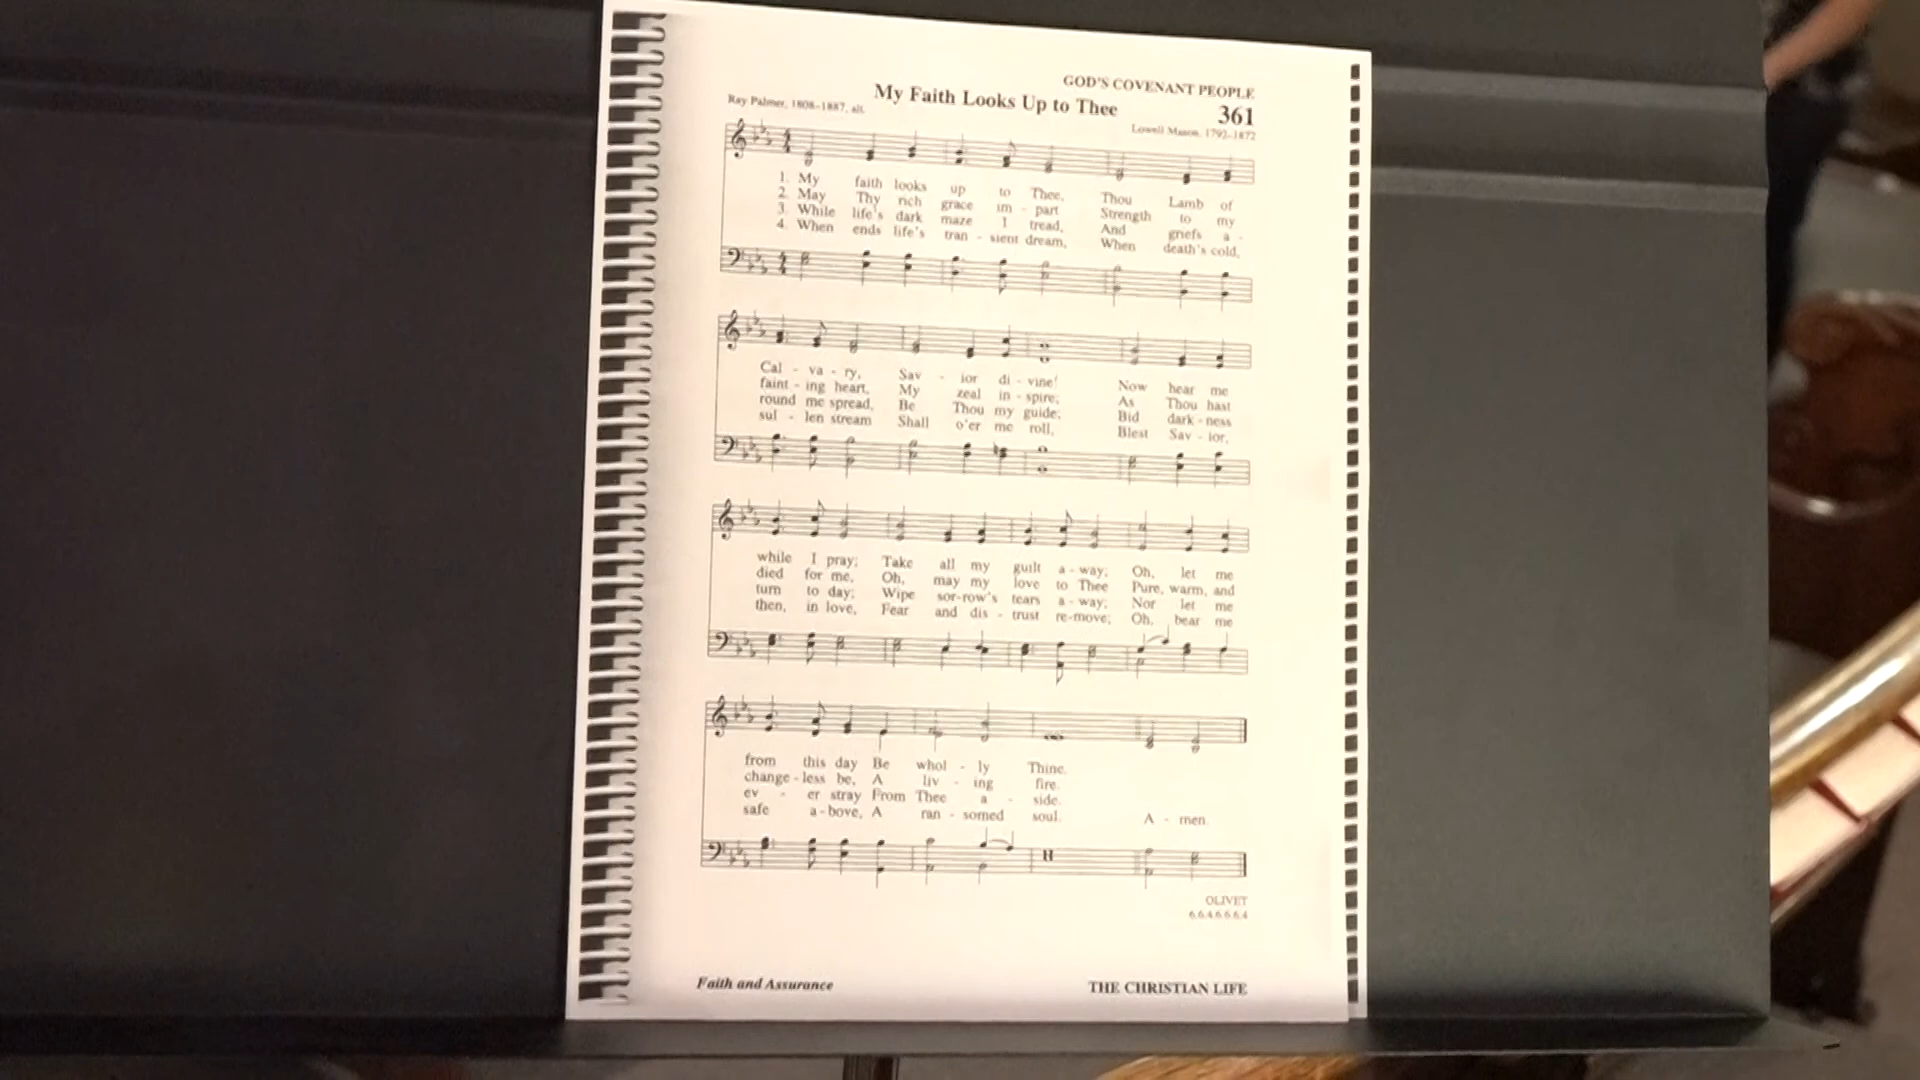 GOD'S COVENANT PEOPLE
My Faith Looks Up to Thee
361
Ray Palmer, 1808–1887, alt.
Lowell Mason, 1792–1872
1. My faith looks up to Thee, Thou Lamb of
2. May Thy rich grace im - part Strength to my
3. While life's dark maze I tread, And griefs a -
4. When ends life's tran - sient dream, When death's cold,
Cal - va - ry, Sav - ior di - vine! Now hear me
faint - ing heart, My zeal in - spire; As Thou hast
round me spread, Be Thou my guide; Bid dark - ness
sul - len stream Shall o'er me roll, Blest Sav - ior,
while I pray; Take all my guilt a - way; Oh, let me
died for me, Oh, may my love to Thee Pure, warm, and
turn to day; Wipe sor-row's tears a - way; Nor let me
then, in love, Fear and dis - trust re-move; Oh, bear me
from this day Be whol - ly Thine.
change - less be, A liv - ing fire.
ev - er stray From Thee a - side.
safe a - bove, A ran - somed soul. A - men.
OLIVET
6.6.4.6.6.6.4
Faith and Assurance
THE CHRISTIAN LIFE